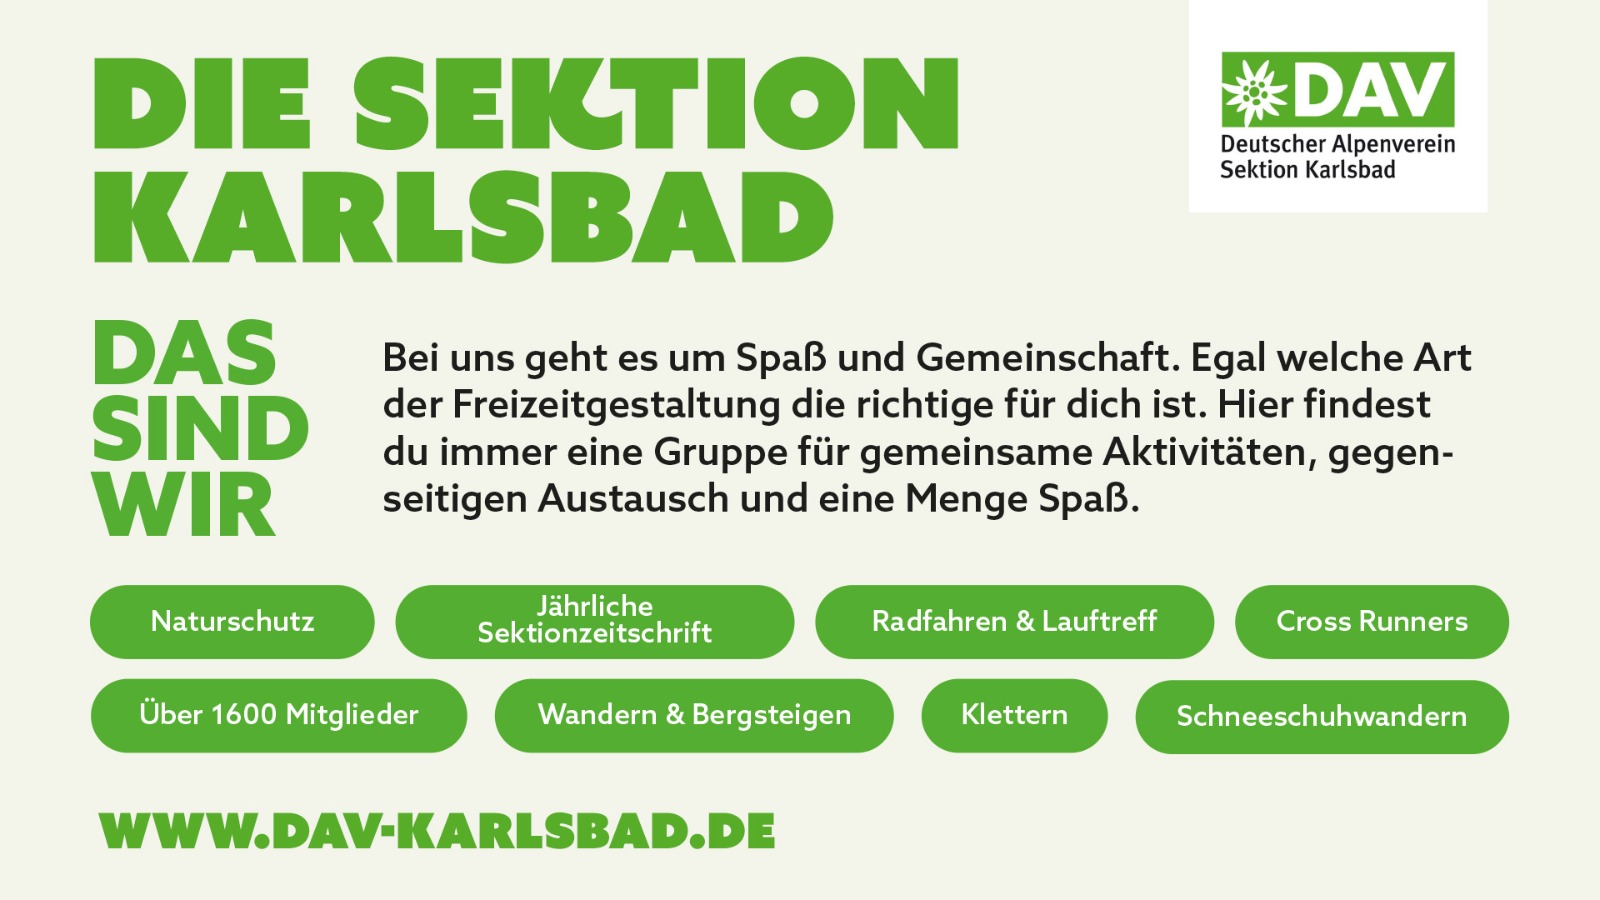 DIE SEKTION
KARLSBAD
DAV
Deutscher Alpenverein
Sektion Karlsbad
DAS
SIND
WIR
Bei uns geht es um Spaß und Gemeinschaft. Egal welche Art
der Freizeitgestaltung die richtige für dich ist. Hier findest
du immer eine Gruppe für gemeinsame Aktivitäten, gegen-
seitigen Austausch und eine Menge Spaß.
Naturschutz
Jährliche
Sektionzeitschrift
Radfahren & Lauftreff
Cross Runners
Über 1600 Mitglieder
Wandern & Bergsteigen
Klettern
Schneeschuhwandern
WWW.DAV-KARLSBAD.DE